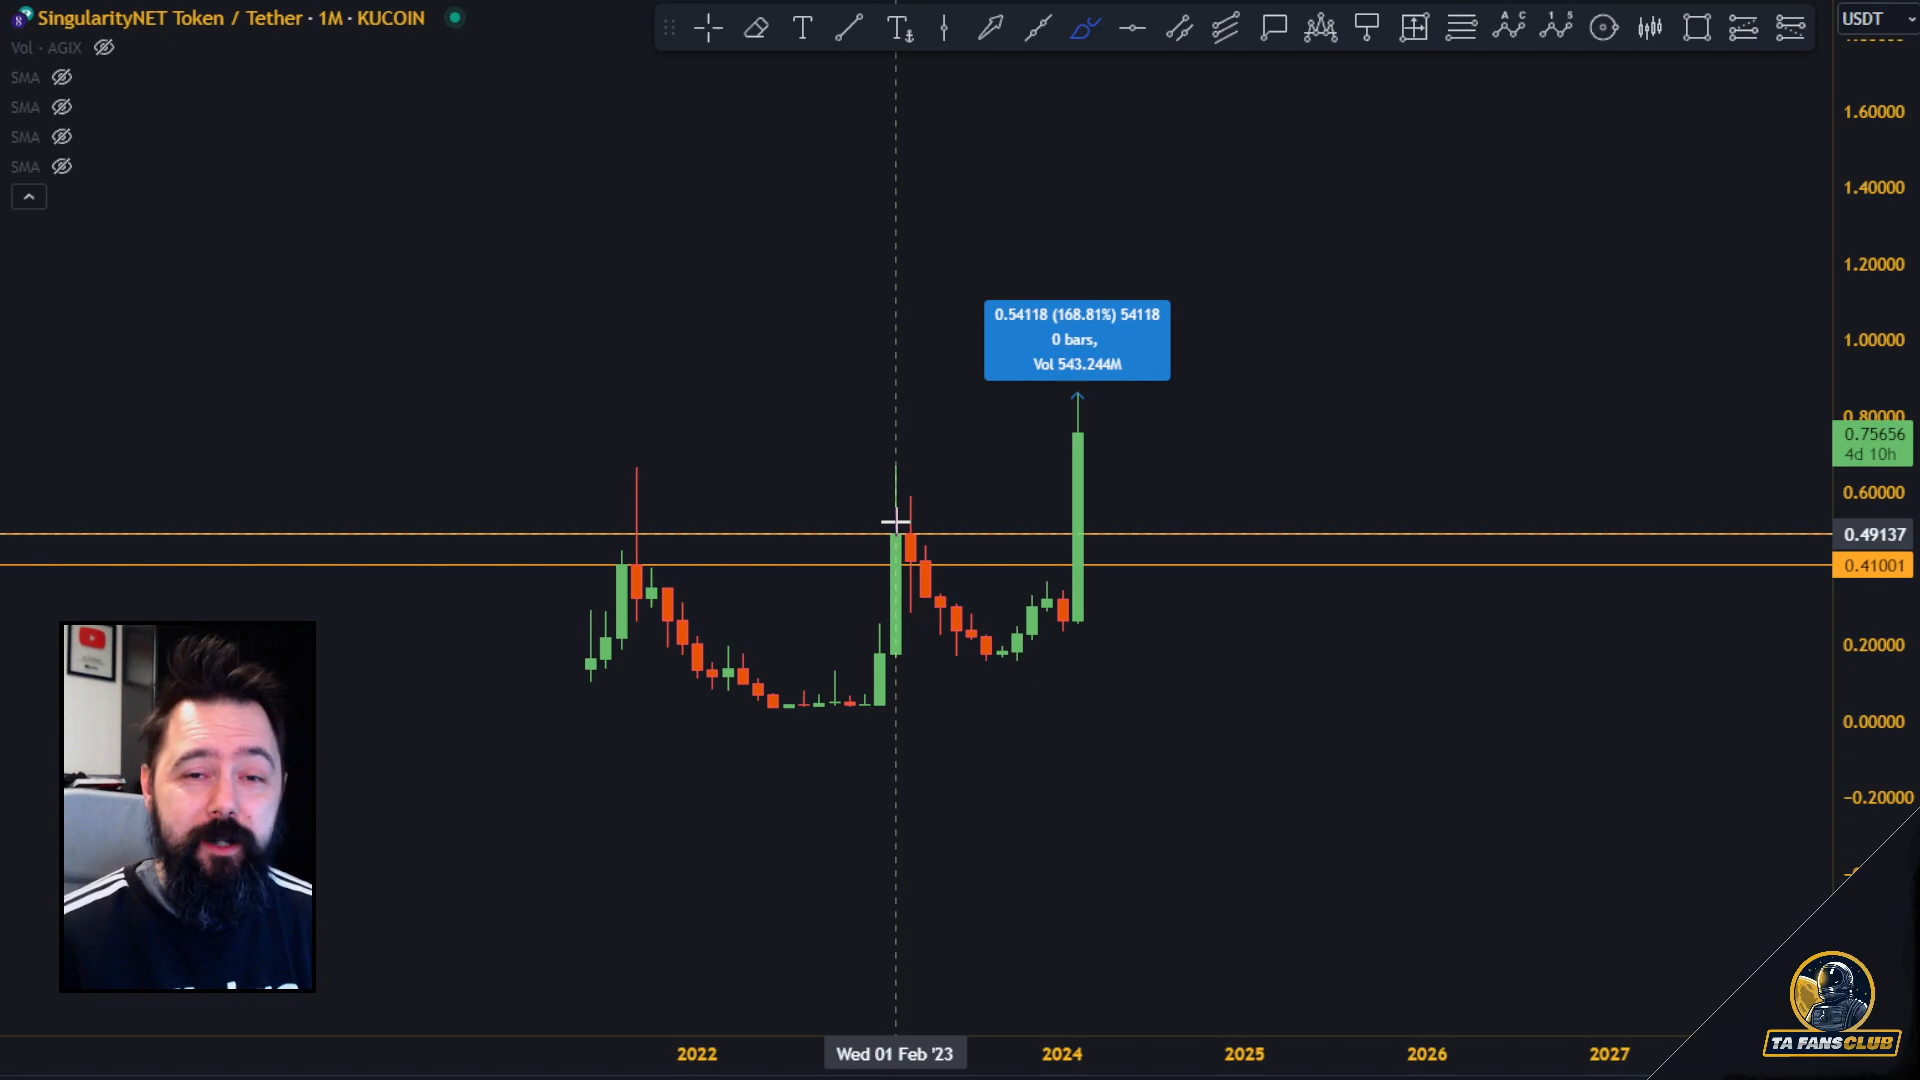 SingularityNET Token / Tether · 1M · KUCOIN
Vol · AGIX
SMA
SMA
SMA
SMA
USDT
1.60000
1.40000
1.20000
1.00000
0.80000
0.75656
4d 10h
0.60000
0.49137
0.41001
0.20000
0.00000
−0.20000
0.54118 (168.81%) 54118
0 bars,
Vol 543.244M
2022
Wed 01 Feb '23
2024
2025
2026
2027
TA FANSCLUB